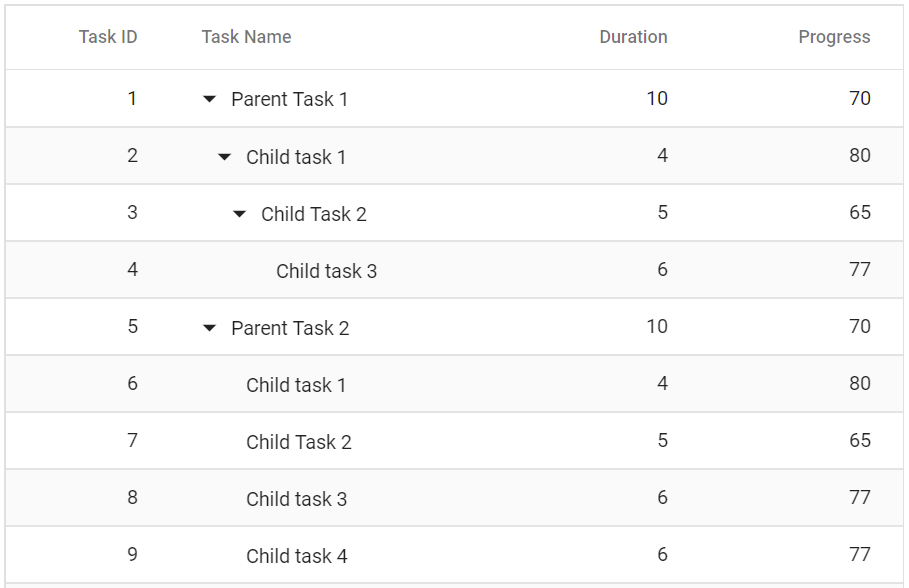 Task ID Task Name Duration Progress
1 Parent Task 1 10 70
2 Child task 1 4 80
3 Child Task 2 5 65
4 Child task 3 6 77
5 Parent Task 2 10 70
6 Child task 1 4 80
7 Child Task 2 5 65
8 Child task 3 6 77
9 Child task 4 6 77